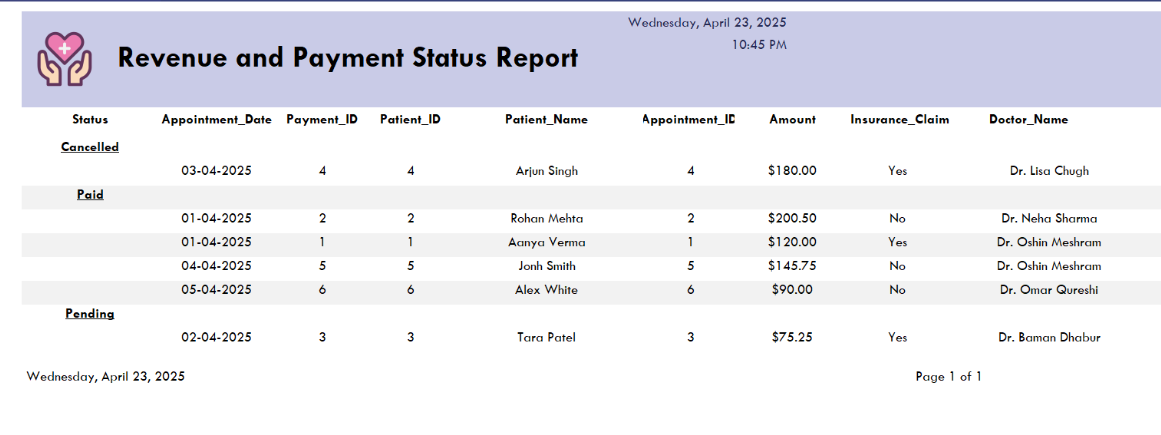 Wednesday, April 23, 2025
10:45 PM
Revenue and Payment Status Report
Status Appointment_Date Payment_ID Patient_ID Patient_Name Appointment_ID Amount Insurance_Claim Doctor_Name
Cancelled
03-04-2025 4 4 Arjun Singh 4 $180.00 Yes Dr. Lisa Chugh
Paid
01-04-2025 2 2 Rohan Mehta 2 $200.50 No Dr. Neha Sharma
01-04-2025 1 1 Aanya Verma 1 $120.00 Yes Dr. Oshin Meshram
04-04-2025 5 5 Jonh Smith 5 $145.75 No Dr. Oshin Meshram
05-04-2025 6 6 Alex White 6 $90.00 No Dr. Omar Qureshi
Pending
02-04-2025 3 3 Tara Patel 3 $75.25 Yes Dr. Baman Dhabur
Wednesday, April 23, 2025 Page 1 of 1